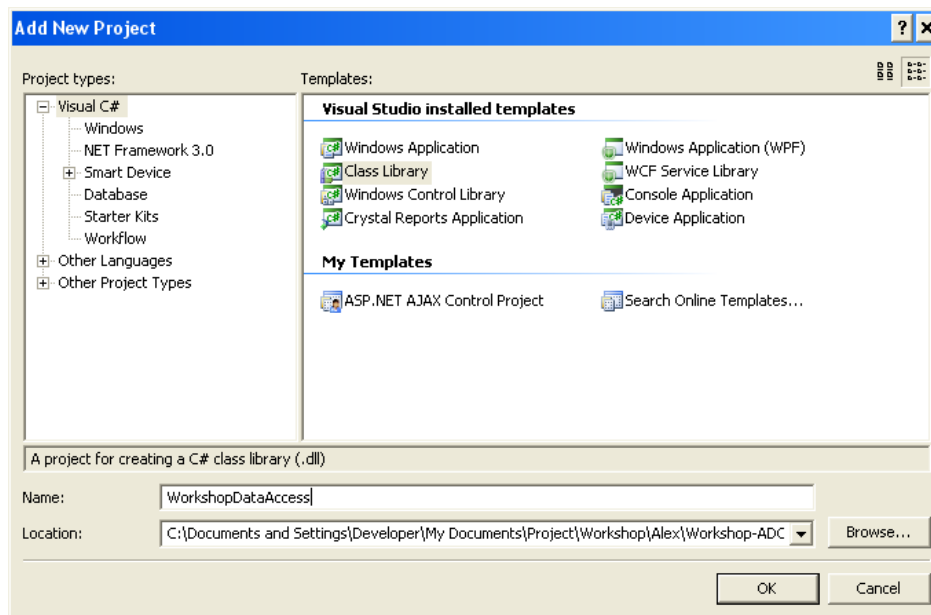 Add New Project
Project types:
Templates:
Visual C#
Windows
NET Framework 3.0
Smart Device
Database
Starter Kits
Workflow
Other Languages
Other Project Types
Visual Studio installed templates
Windows Application
Windows Application (WPF)
Class Library
WCF Service Library
Windows Control Library
Console Application
Crystal Reports Application
Device Application
My Templates
ASP.NET AJAX Control Project
Search Online Templates...
A project for creating a C# class library (.dll)
Name:
WorkshopDataAccess
Location:
C:\Documents and Settings\Developer\My Documents\Project\Workshop\Alex\Workshop-ADC
Browse...
OK
Cancel